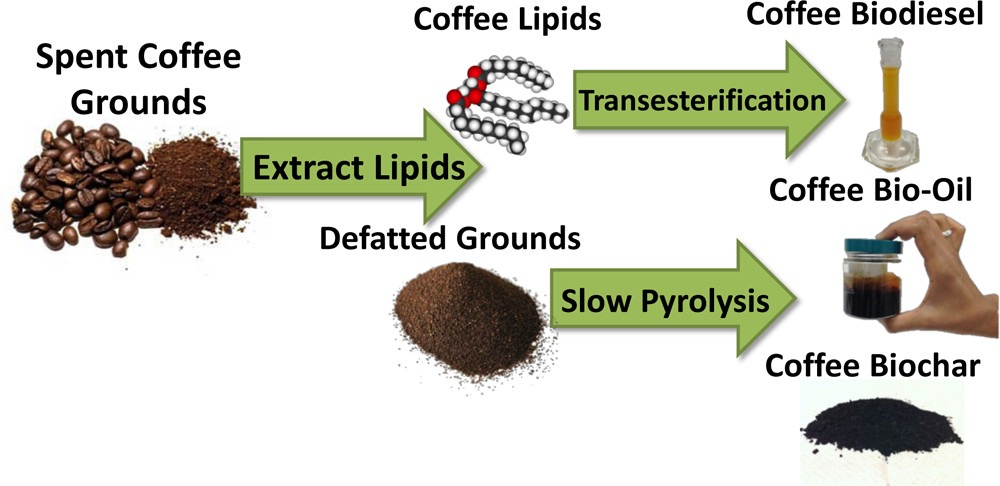 Spent Coffee
Grounds
Extract Lipids
Coffee Lipids
Transesterification
Coffee Biodiesel
Defatted Grounds
Slow Pyrolysis
Coffee Bio-Oil
Coffee Biochar